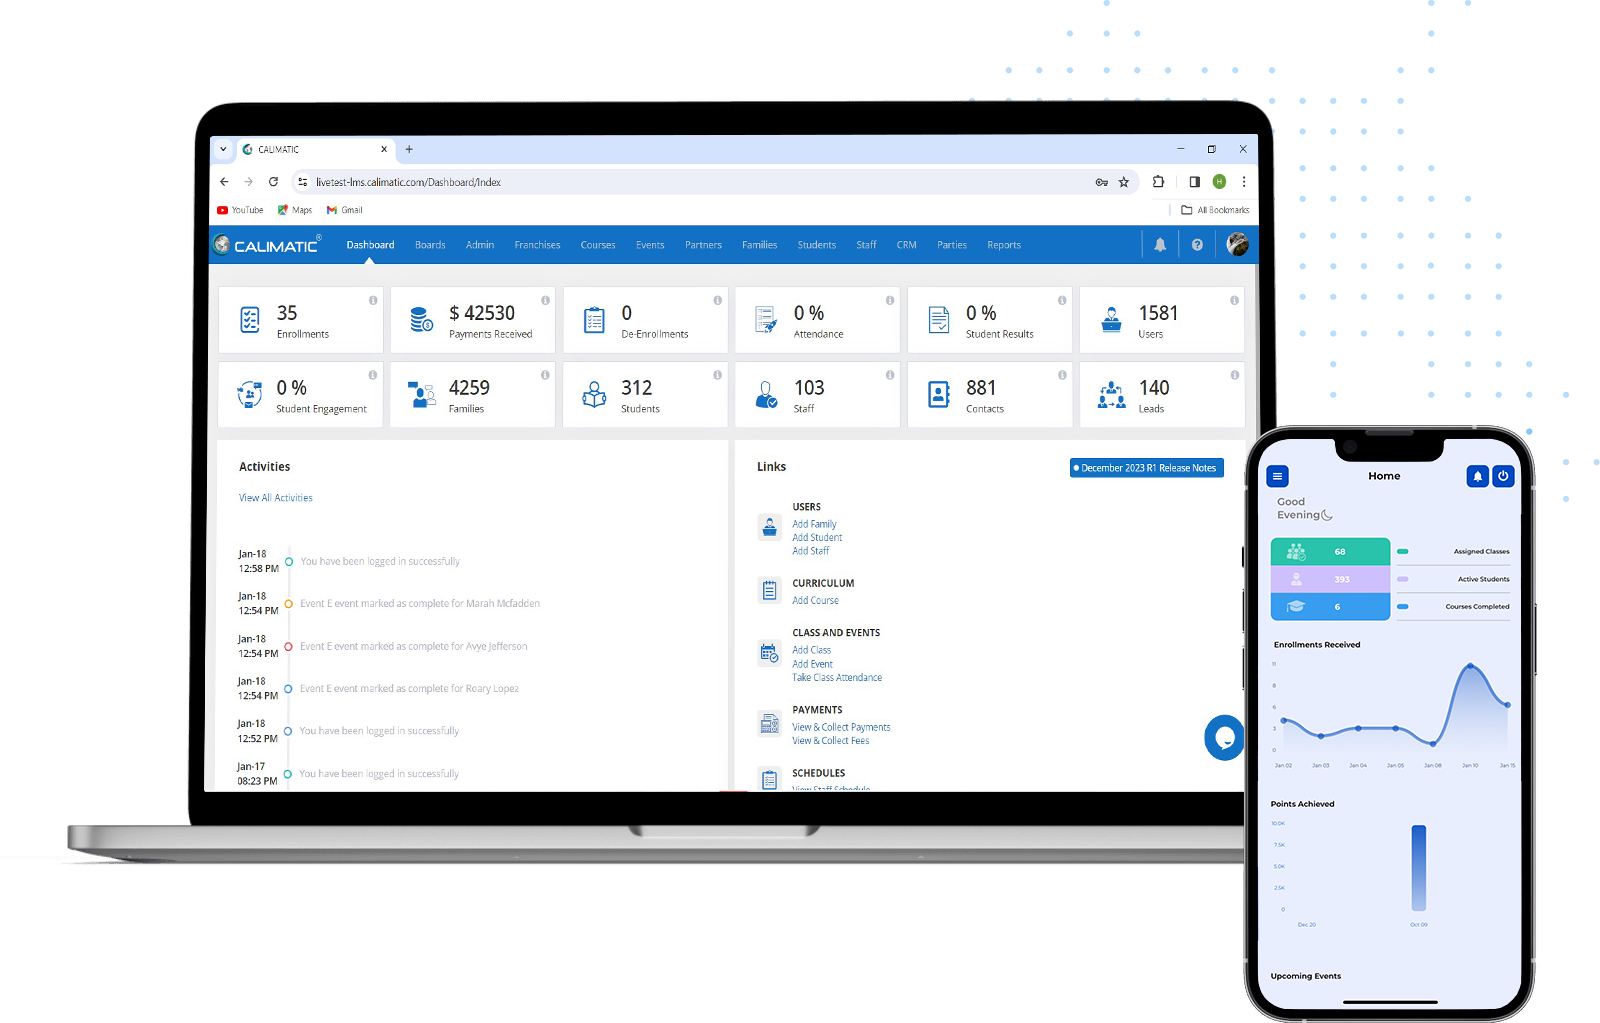 CALIMATIC
livetest-lms.calimatic.com/Dashboard/Index
YouTube Maps Gmail
All Bookmarks
CALIMATIC®
Dashboard Boards Admin Franchises Courses Events Partners Families Students Staff CRM Parties Reports
35
Enrollments
$ 42530
Payments Received
0
De-Enrollments
0 %
Attendance
0 %
Student Results
1581
Users
0 %
Student Engagement
4259
Families
312
Students
103
Staff
881
Contacts
140
Leads
Activities
View All Activities
Jan-18
12:58 PM
You have been logged in successfully
Jan-18
12:54 PM
Event E event marked as complete for Marah Mcfadden
Jan-18
12:54 PM
Event E event marked as complete for Avye Jefferson
Jan-18
12:54 PM
Event E event marked as complete for Roary Lopez
Jan-18
12:52 PM
You have been logged in successfully
Jan-17
08:23 PM
You have been logged in successfully
Links
December 2023 R1 Release Notes
USERS
Add Family
Add Student
Add Staff
CURRICULUM
Add Course
CLASS AND EVENTS
Add Class
Add Event
Take Class Attendance
PAYMENTS
View & Collect Payments
View & Collect Fees
SCHEDULES
View Staff Schedule
Home
Good
Evening
68 Assigned Classes
393 Active Students
6 Courses Completed
Enrollments Received
11
8
6
3
0
Jan 02 Jan 03 Jan 04 Jan 05 Jan 08 Jan 10 Jan 15
Points Achieved
10.0K
7.5K
5.0K
2.5K
0
Dec 20 Oct 09
Upcoming Events